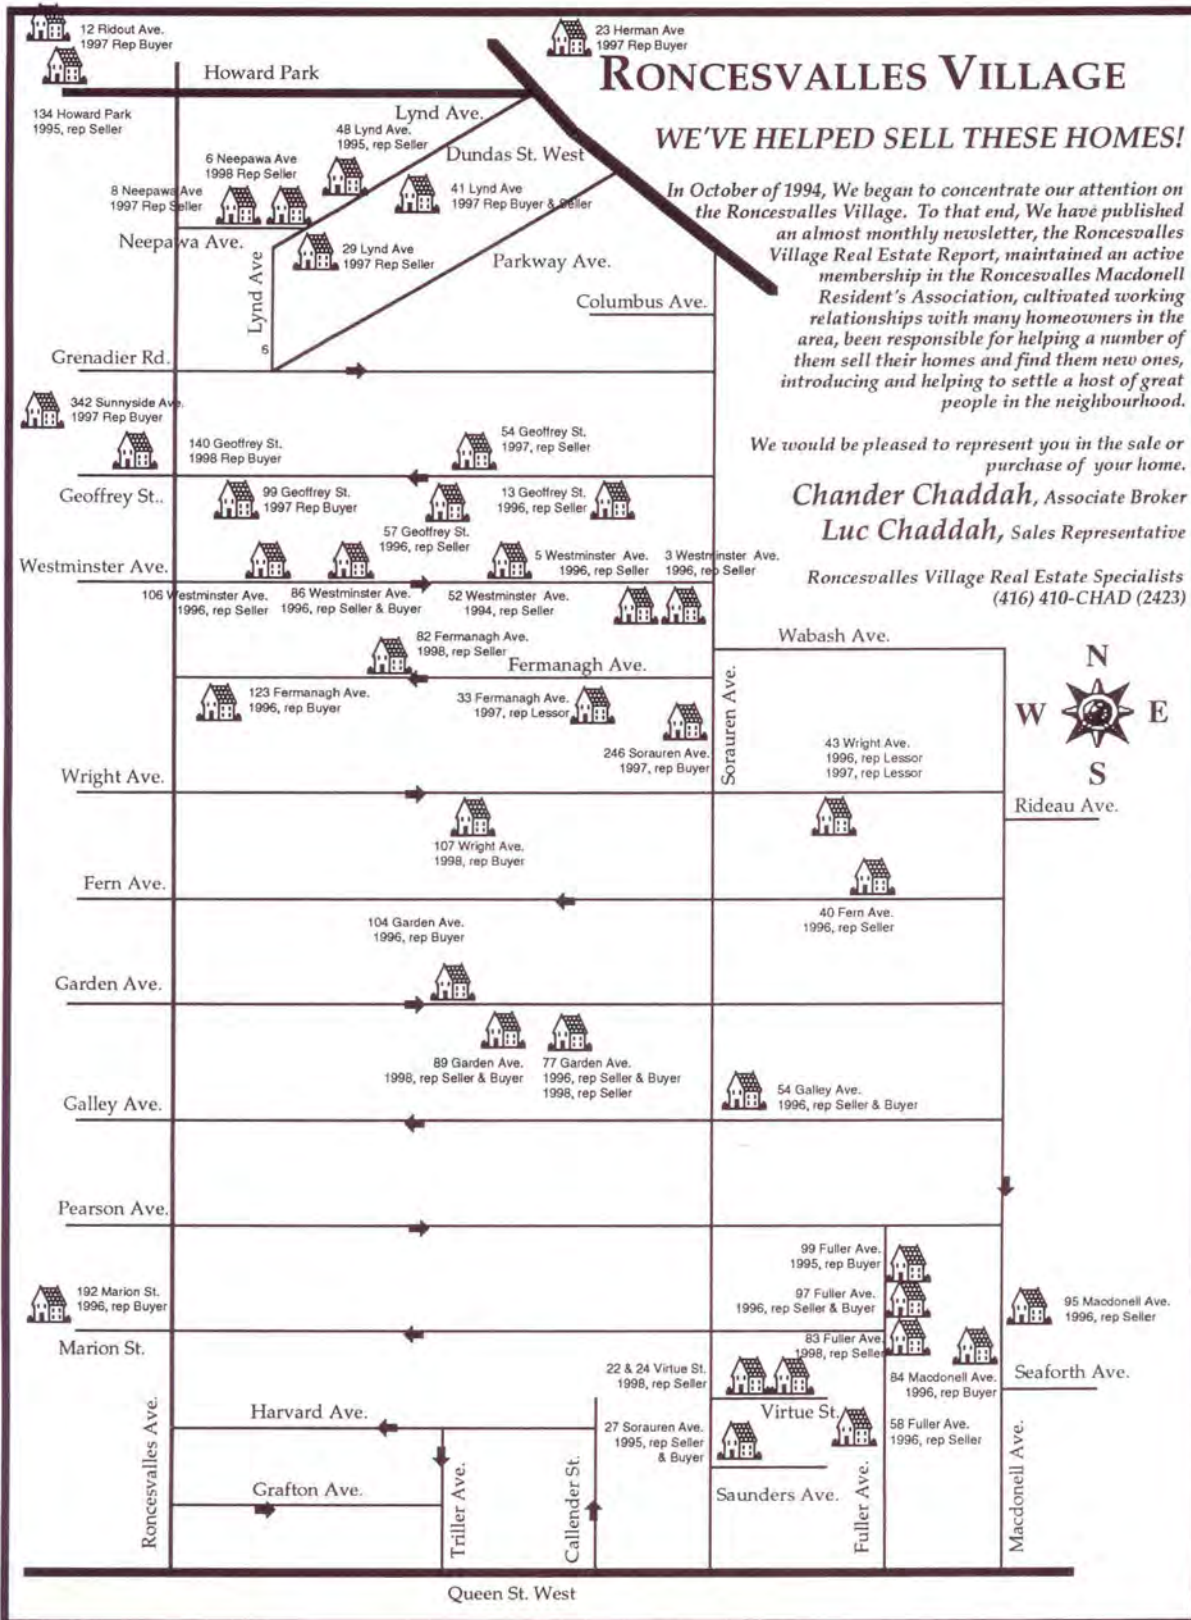 12 Ridout Ave.
1997 Rep Buyer
23 Herman Ave
1997 Rep Buyer
RONCESVALLES VILLAGE
Howard Park
134 Howard Park
1995, rep Seller
Lynd Ave.
48 Lynd Ave.
1995, rep Seller
Dundas St. West
WE'VE HELPED SELL THESE HOMES!
6 Neepawa Ave
1998 Rep Seller
8 Neepawa Ave
1997 Rep Seller
41 Lynd Ave
1997 Rep Buyer & Seller
Neepawa Ave.
29 Lynd Ave
1997 Rep Seller
Lynd Ave
6
Parkway Ave.
Columbus Ave.
Grenadier Rd.
In October of 1994, We began to concentrate our attention on
the Roncesvalles Village. To that end, We have published
an almost monthly newsletter, the Roncesvalles
Village Real Estate Report, maintained an active
membership in the Roncesvalles Macdonell
Resident's Association, cultivated working
relationships with many homeowners in the
area, been responsible for helping a number of
them sell their homes and find them new ones,
introducing and helping to settle a host of great
people in the neighbourhood.
We would be pleased to represent you in the sale or
purchase of your home.
Chander Chaddah, Associate Broker
Luc Chaddah, Sales Representative
Roncesvalles Village Real Estate Specialists
(416) 410-CHAD (2423)
342 Sunnyside Ave.
1997 Rep Buyer
140 Geoffrey St.
1998 Rep Buyer
54 Geoffrey St.
1997, rep Seller
Geoffrey St..
99 Geoffrey St.
1997 Rep Buyer
57 Geoffrey St.
1996, rep Seller
13 Geoffrey St.
1996, rep Seller
Westminster Ave.
5 Westminster Ave.
1996, rep Seller
3 Westminster Ave.
1996, rep Seller
106 Westminster Ave.
1996, rep Seller
86 Westminster Ave.
1996, rep Seller & Buyer
52 Westminster Ave.
1994, rep Seller
82 Fermanagh Ave.
1998, rep Seller
Fermanagh Ave.
Wabash Ave.
N
W
E
S
123 Fermanagh Ave.
1996, rep Buyer
33 Fermanagh Ave.
1997, rep Lessor
246 Sorauren Ave.
1997, rep Buyer
Sorauren Ave.
43 Wright Ave.
1996, rep Lessor
1997, rep Lessor
Wright Ave.
Rideau Ave.
107 Wright Ave.
1998, rep Buyer
Fern Ave.
40 Fern Ave.
1996, rep Seller
104 Garden Ave.
1996, rep Buyer
Garden Ave.
89 Garden Ave.
1998, rep Seller & Buyer
77 Garden Ave.
1996, rep Seller & Buyer
1998, rep Seller
54 Galley Ave.
1996, rep Seller & Buyer
Galley Ave.
Pearson Ave.
99 Fuller Ave.
1995, rep Buyer
97 Fuller Ave.
1996, rep Seller & Buyer
83 Fuller Ave.
1998, rep Seller
192 Marion St.
1996, rep Buyer
Marion St.
95 Macdonell Ave.
1996, rep Seller
84 Macdonell Ave.
1996, rep Buyer
Seaforth Ave.
22 & 24 Virtue St.
1998, rep Seller
Virtue St.
Harvard Ave.
27 Sorauren Ave.
1995, rep Seller
& Buyer
58 Fuller Ave.
1996, rep Seller
Roncesvalles Ave.
Grafton Ave.
Triller Ave.
Callender St.
Saunders Ave.
Fuller Ave.
Macdonell Ave.
Queen St. West